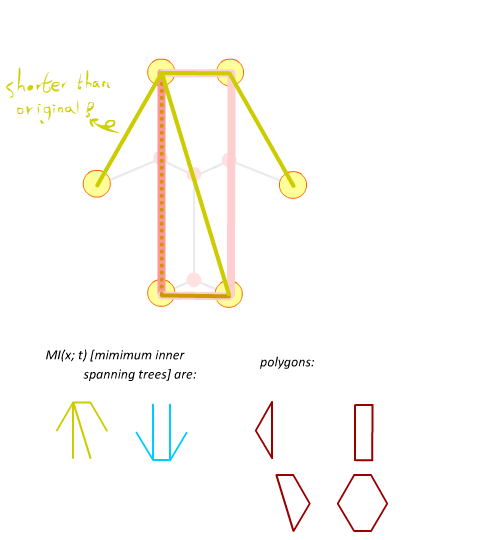 shorter than
original e
MI(x; t) [mimimum inner
spanning trees] are:
polygons: